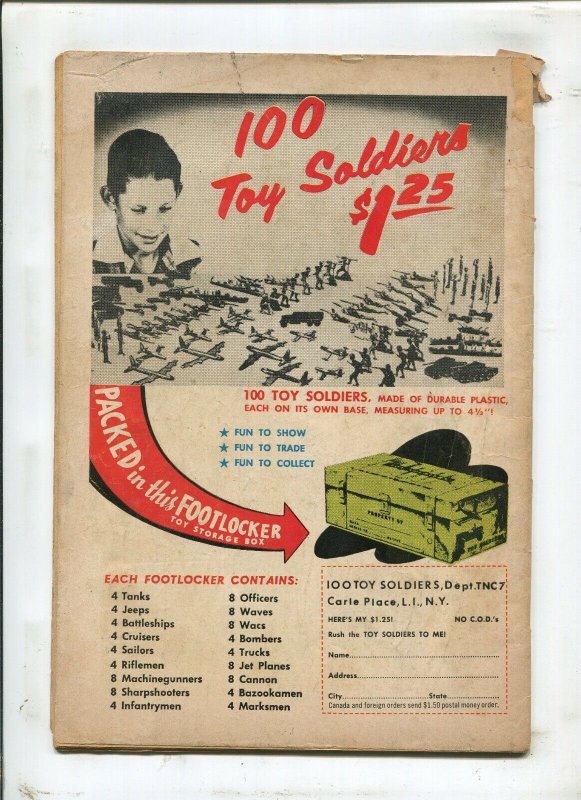 100
Toy Soldiers
$1.25
100 TOY SOLDIERS, MADE OF DURABLE PLASTIC,
EACH ON ITS OWN BASE, MEASURING UP TO 4½"!
★ FUN TO SHOW
★ FUN TO TRADE
★ FUN TO COLLECT
PACKED in this FOOTLOCKER
TOY STORAGE BOX
PROPERTY OF
EACH FOOTLOCKER CONTAINS:
4 Tanks
4 Jeeps
4 Battleships
4 Cruisers
4 Sailors
4 Riflemen
8 Machinegunners
8 Sharpshooters
4 Infantrymen
8 Officers
8 Waves
8 Wacs
4 Bombers
4 Trucks
8 Jet Planes
8 Cannon
4 Bazookamen
4 Marksmen
100 TOY SOLDIERS, Dept. TNC7
Carle Place, L.I., N.Y.
HERE'S MY $1.25! NO C.O.D.'s
Rush the TOY SOLDIERS TO ME!
Name
Address
City State
Canada and foreign orders send $1.50 postal money order.